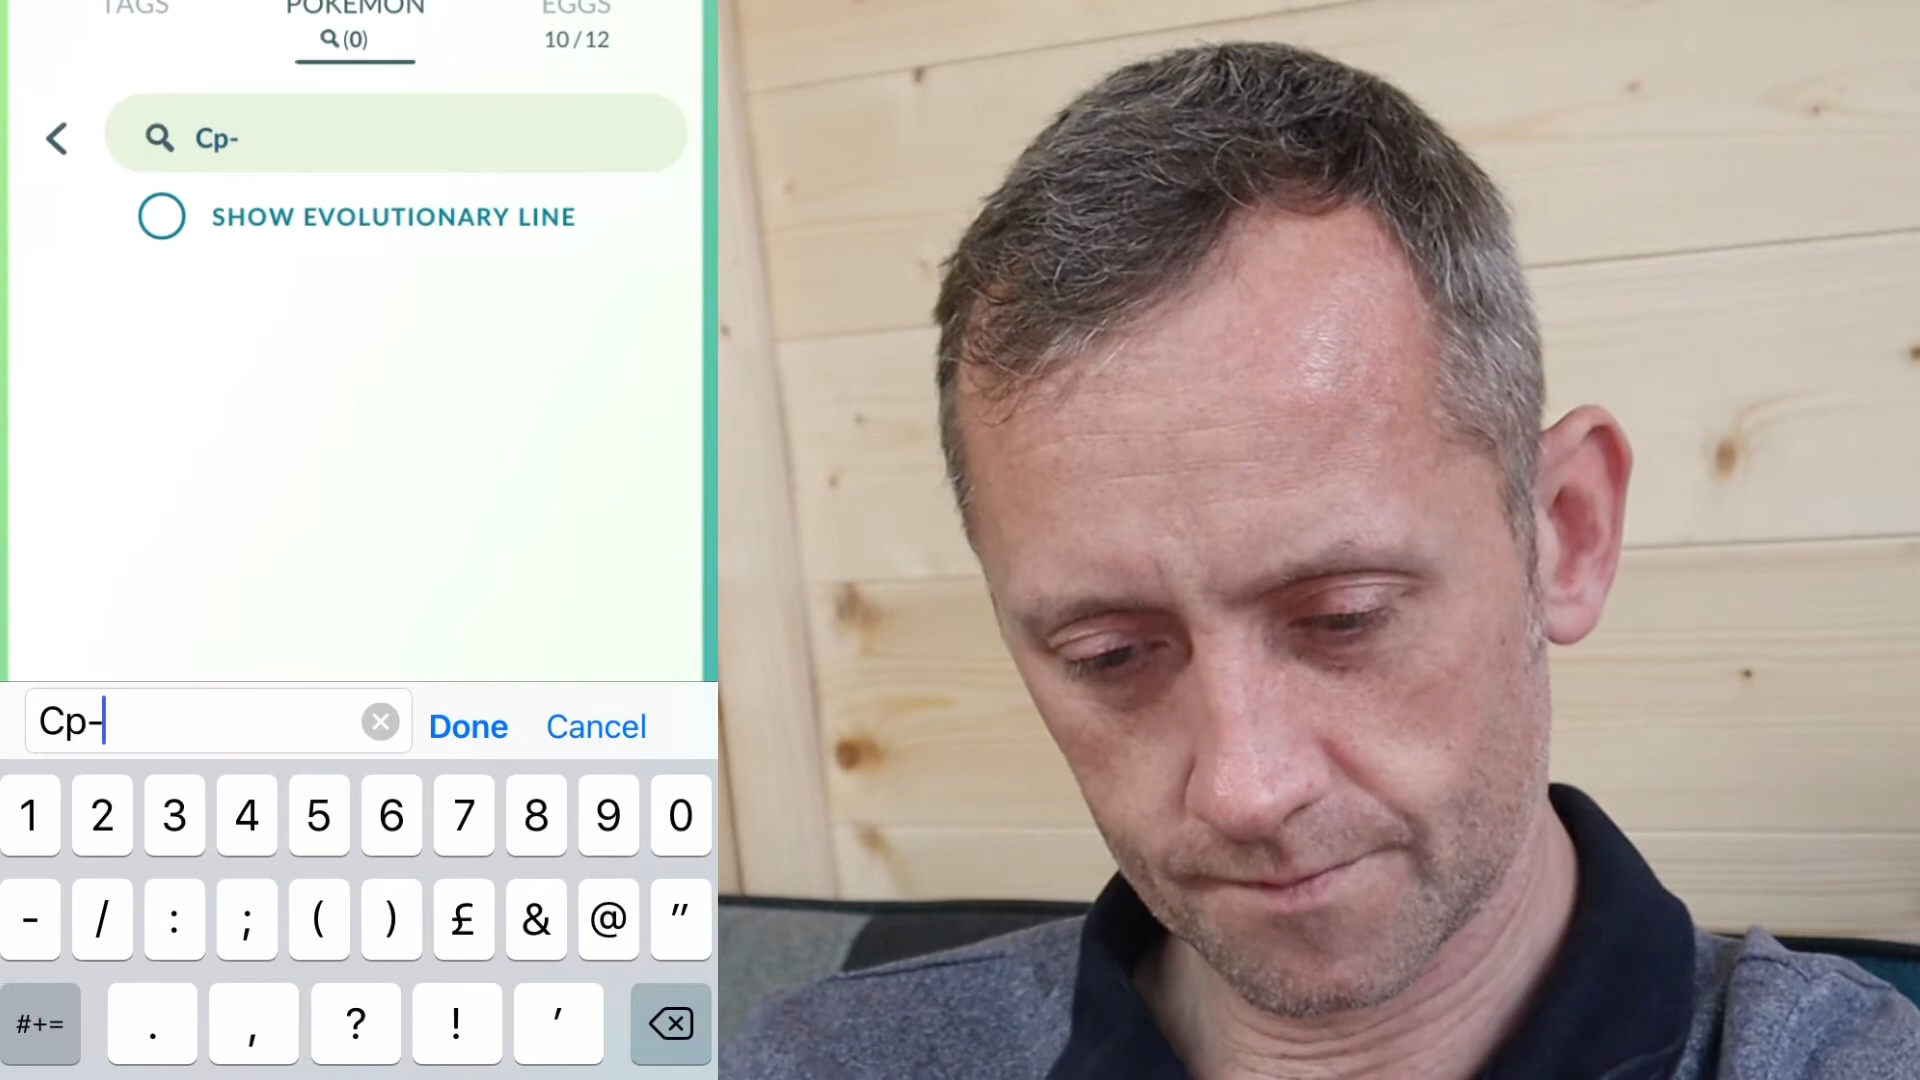 TAGS POKÉMON EGGS
(0) 10 / 12
Cp-
SHOW EVOLUTIONARY LINE
Cp- Done Cancel
1 2 3 4 5 6 7 8 9 0
- / : ; ( ) £ & @ "
#+= . , ? ! '